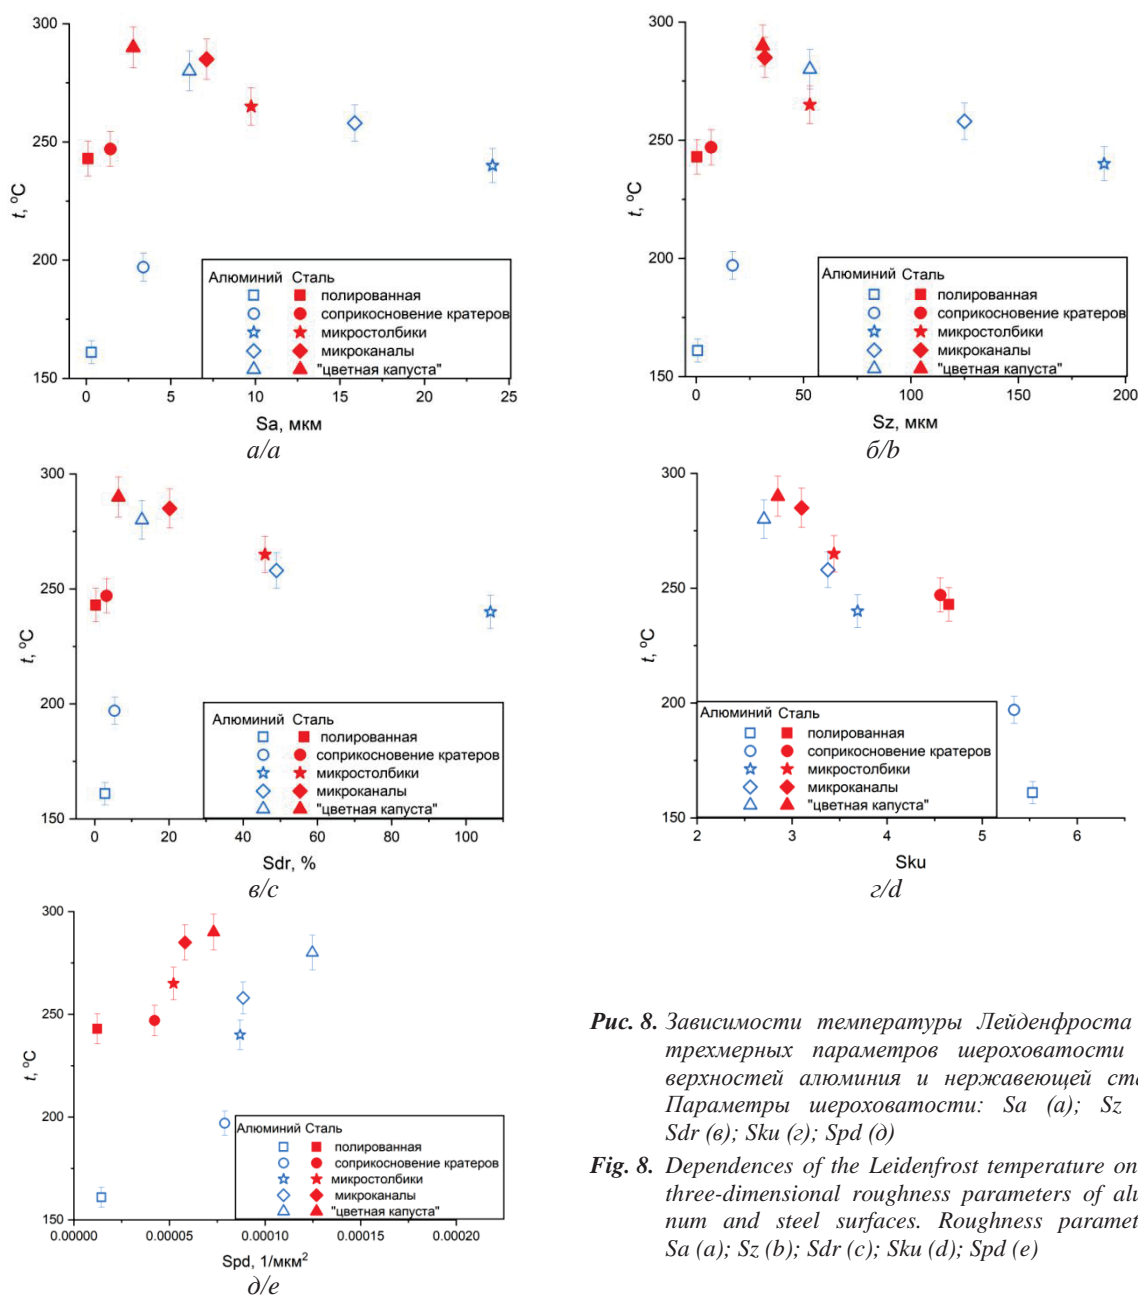 300
250
200
150
t, °C
0
5
10
15
20
25
Sa, мкм
Алюминий Сталь
полированная
соприкосновение кратеров
микростолбики
микроканалы
"цветная капуста"
а/a
300
250
200
150
t, °C
0
50
100
150
200
Sz, мкм
Алюминий Сталь
полированная
соприкосновение кратеров
микростолбики
микроканалы
"цветная капуста"
б/b
300
250
200
150
t, °C
0
20
40
60
80
100
Sdr, %
Алюминий Сталь
полированная
соприкосновение кратеров
микростолбики
микроканалы
"цветная капуста"
в/c
300
250
200
150
t, °C
2
3
4
5
6
Sku
Алюминий Сталь
полированная
соприкосновение кратеров
микростолбики
микроканалы
"цветная капуста"
г/d
300
250
200
150
t, °C
0.00000
0.00005
0.00010
0.00015
0.00020
Spd, 1/мкм²
Алюминий Сталь
полированная
соприкосновение кратеров
микростолбики
микроканалы
"цветная капуста"
д/e
Рис. 8. Зависимости температуры Лейденфроста
трехмерных параметров шероховатости
верхностей алюминия и нержавеющей ста
Параметры шероховатости: Sa (а); Sz
Sdr (в); Sku (г); Spd (д)
Fig. 8. Dependences of the Leidenfrost temperature on
three-dimensional roughness parameters of alu
num and steel surfaces. Roughness paramet
Sa (a); Sz (b); Sdr (c); Sku (d); Spd (e)